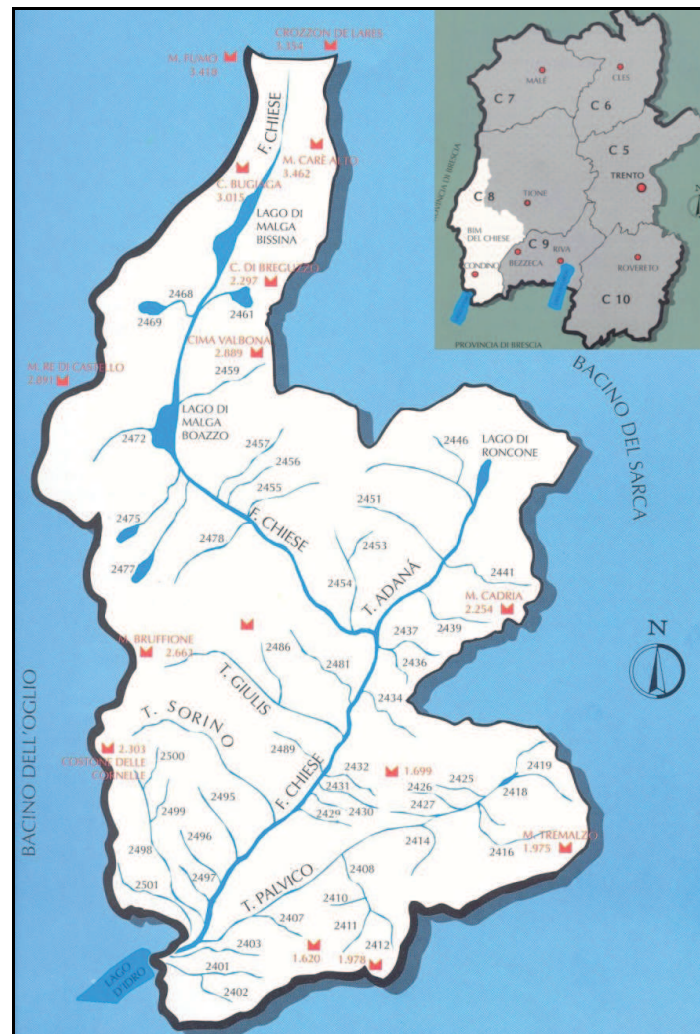 CROZZON DE LARES
3.354
M. FUMO
3.418
F. CHIESE
M. CARÈ ALTO
3.462
C. BUGIAGA
3.015
LAGO DI
MALGA
BISSINA
C. DI BREGUZZO
2.297
2468
2469
2461
CIMA VALBONA
2.889
2459
M. RE DI CASTELLO
2.891
LAGO DI
MALGA
BOAZZO
2472
2457
2456
2455
2446
LAGO DI
RONCONE
2451
2475
2478
F. CHIESE
2453
2477
2454
T. ADANÁ
2441
M. CADRIA
2.254
2439
2437
2436
M. BRUFFIONE
2.663
2486
2481
T. GIULIS
2434
T. SORINO
2.303
COSTONE DELLE
CORNELLE
2500
2489
F. CHIESE
2432
1.699
2431
2426
2425
2419
2418
2495
2499
2429
2430
2427
2496
2498
2414
2416
M. TREMALZO
1.975
T. PALVICO
2408
2497
2501
2410
2407
2411
2403
2412
1.620
1.978
2401
2402
LAGO
D'IDRO
BACINO DELL'OGLIO
BACINO DEL SARCA
N
MALÉ
CLES
C 7
C 6
C 5
TRENTO
C 8
TIONE
BIM
DEL CHIESE
C 9
RIVA
BEZZECA
CONDINO
ROVERETO
C 10
PROVINCIA DI BRESCIA